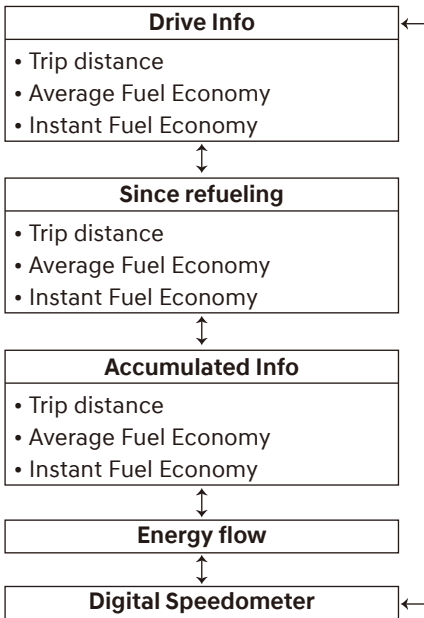 Drive Info
• Trip distance
• Average Fuel Economy
• Instant Fuel Economy
Since refueling
• Trip distance
• Average Fuel Economy
• Instant Fuel Economy
Accumulated Info
• Trip distance
• Average Fuel Economy
• Instant Fuel Economy
Energy flow
Digital Speedometer